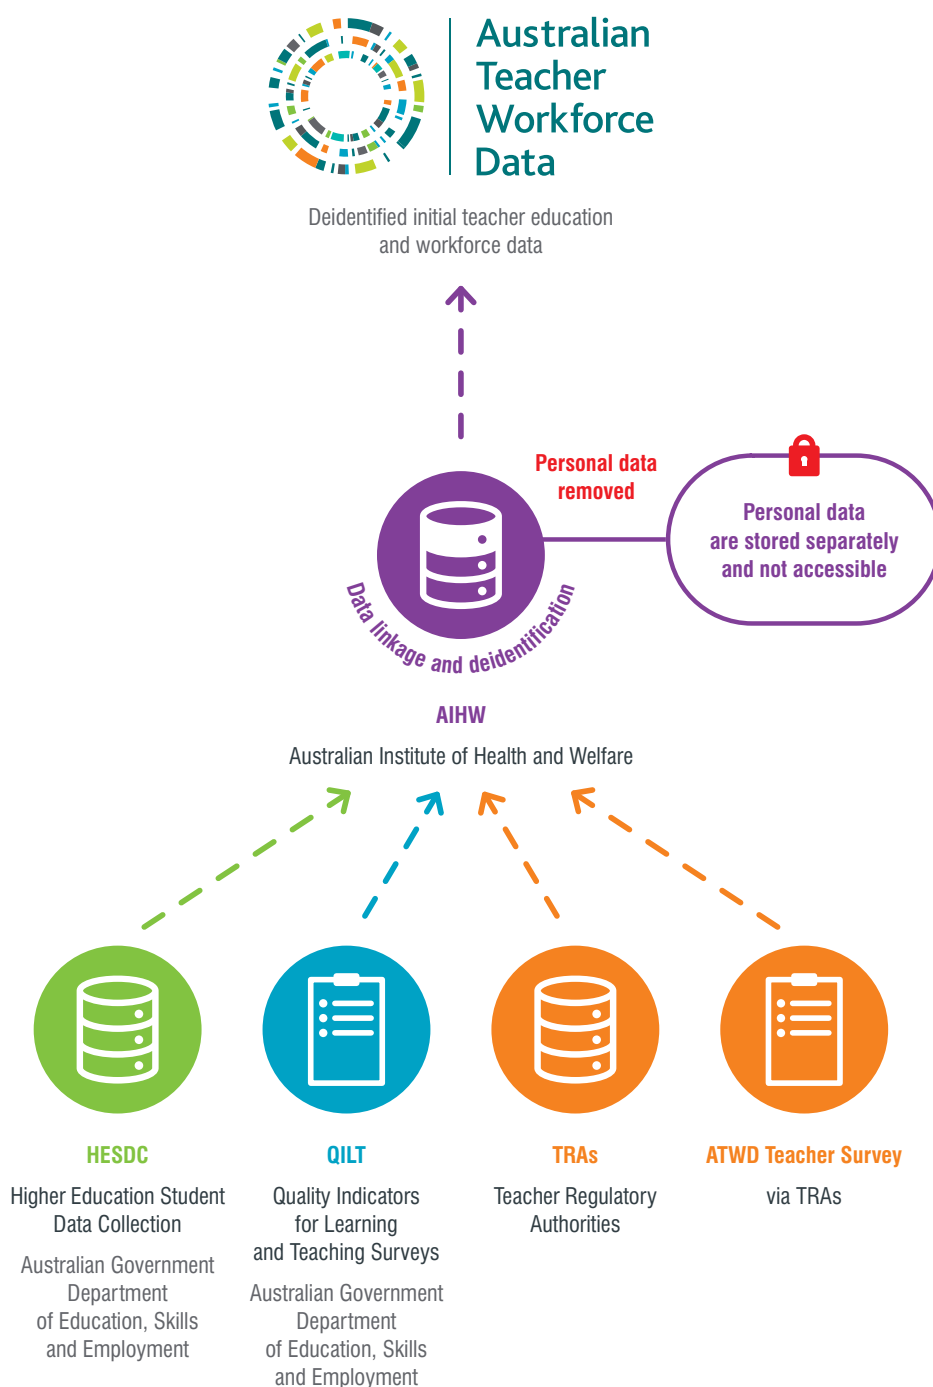 Australian
Teacher
Workforce
Data
Deidentified initial teacher education
and workforce data
Personal data
removed
Personal data
are stored separately
and not accessible
Data linkage and deidentification
AIHW
Australian Institute of Health and Welfare
HESDC
Higher Education Student
Data Collection
Australian Government
Department
of Education, Skills
and Employment
QILT
Quality Indicators
for Learning
and Teaching Surveys
Australian Government
Department
of Education, Skills
and Employment
TRAs
Teacher Regulatory
Authorities
ATWD Teacher Survey
via TRAs